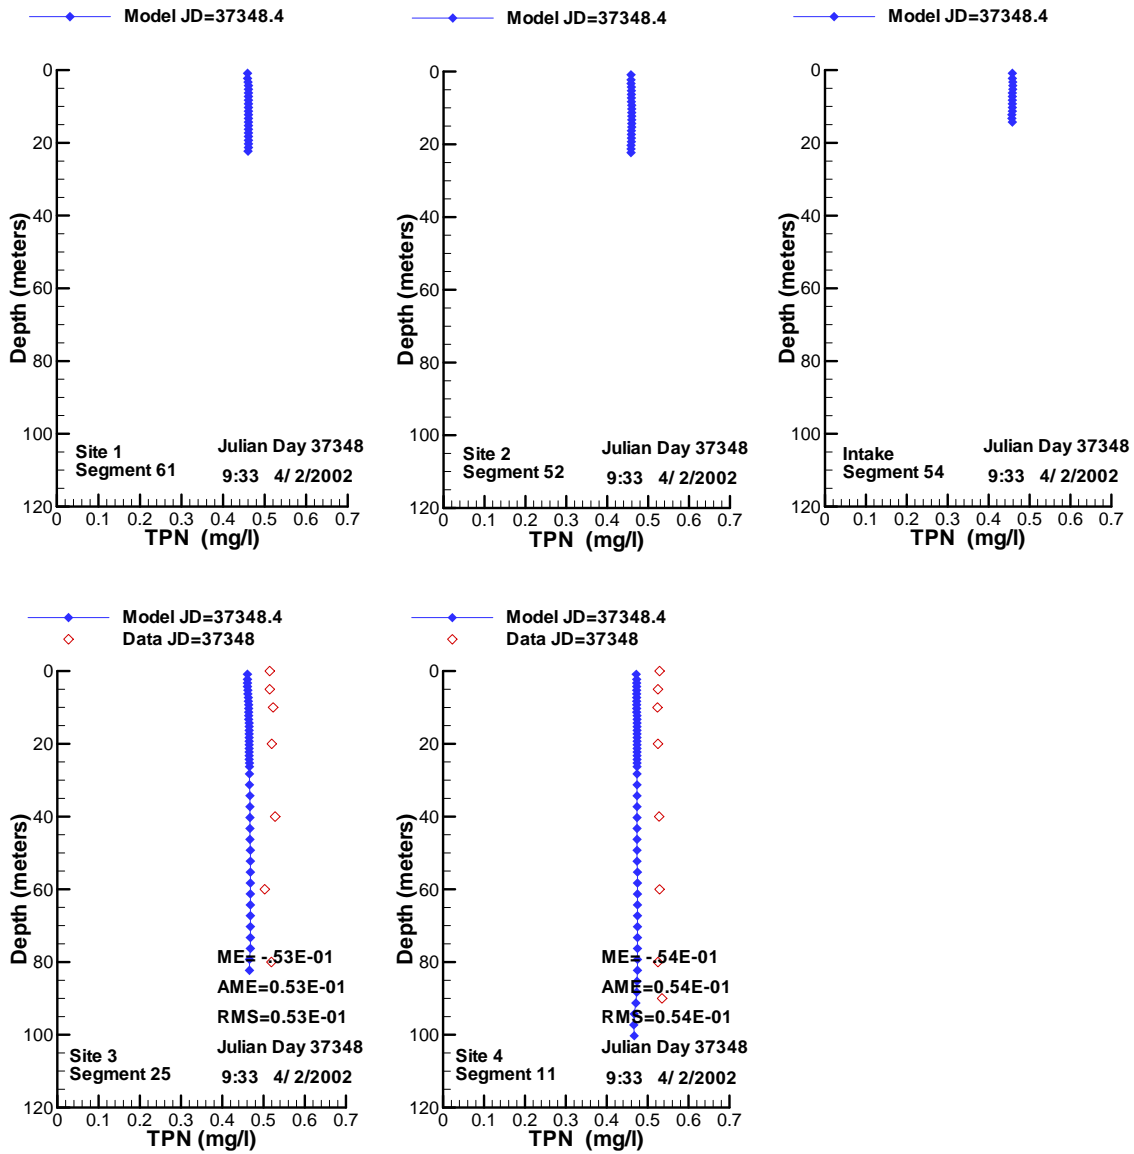 Model JD=37348.4
0
20
40
60
80
100
120
Depth (meters)
Site 1
Segment 61
Julian Day 37348
9:33 4/ 2/2002
0 0.1 0.2 0.3 0.4 0.5 0.6 0.7
TPN (mg/l)
Model JD=37348.4
0
20
40
60
80
100
120
Depth (meters)
Site 2
Segment 52
Julian Day 37348
9:33 4/ 2/2002
0 0.1 0.2 0.3 0.4 0.5 0.6 0.7
TPN (mg/l)
Model JD=37348.4
0
20
40
60
80
100
120
Depth (meters)
Intake
Segment 54
Julian Day 37348
9:33 4/ 2/2002
0 0.1 0.2 0.3 0.4 0.5 0.6 0.7
TPN (mg/l)
Model JD=37348.4
Data JD=37348
0
20
40
60
80
100
120
Depth (meters)
ME= -.53E-01
AME=0.53E-01
RMS=0.53E-01
Site 3
Segment 25
Julian Day 37348
9:33 4/ 2/2002
0 0.1 0.2 0.3 0.4 0.5 0.6 0.7
TPN (mg/l)
Model JD=37348.4
Data JD=37348
0
20
40
60
80
100
120
Depth (meters)
ME= -.54E-01
AME=0.54E-01
RMS=0.54E-01
Site 4
Segment 11
Julian Day 37348
9:33 4/ 2/2002
0 0.1 0.2 0.3 0.4 0.5 0.6 0.7
TPN (mg/l)